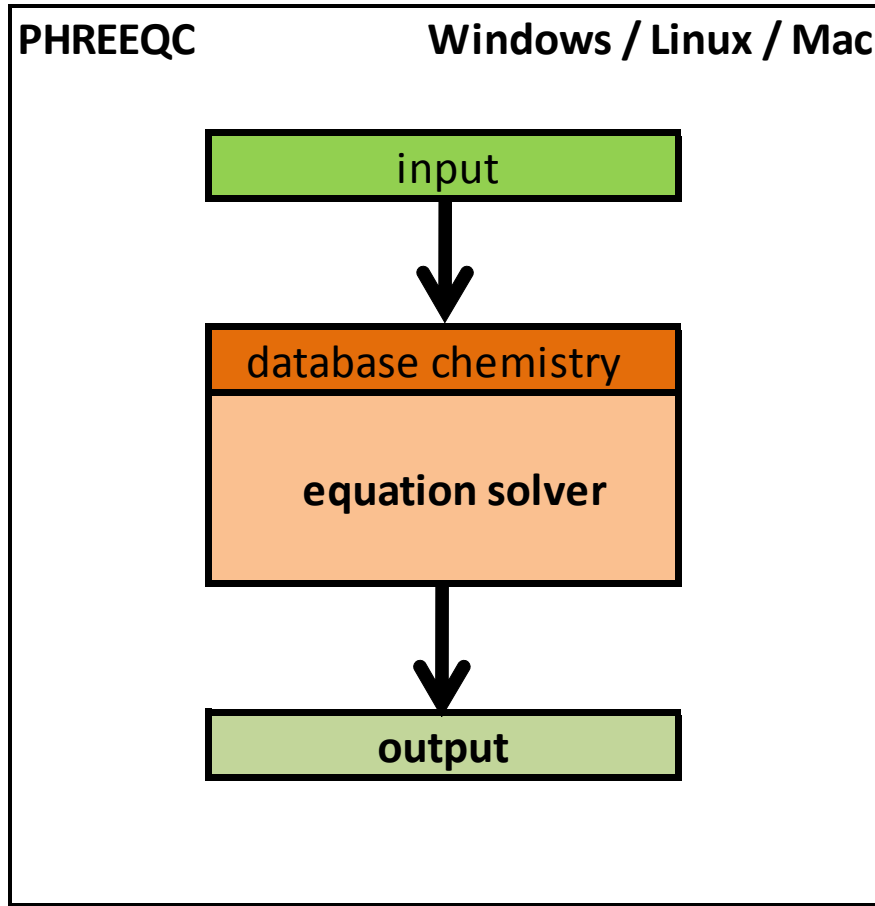 PHREEQC Windows / Linux / Mac
input
database chemistry
equation solver
output